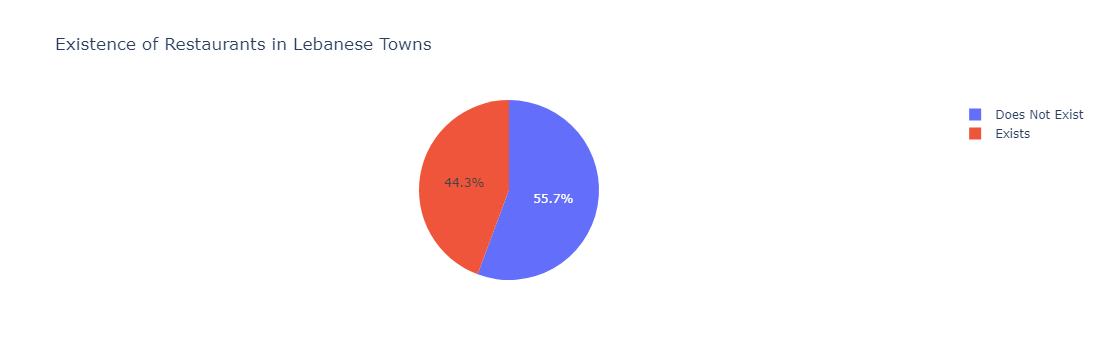 Existence of Restaurants in Lebanese Towns
Does Not Exist
Exists
44.3%
55.7%